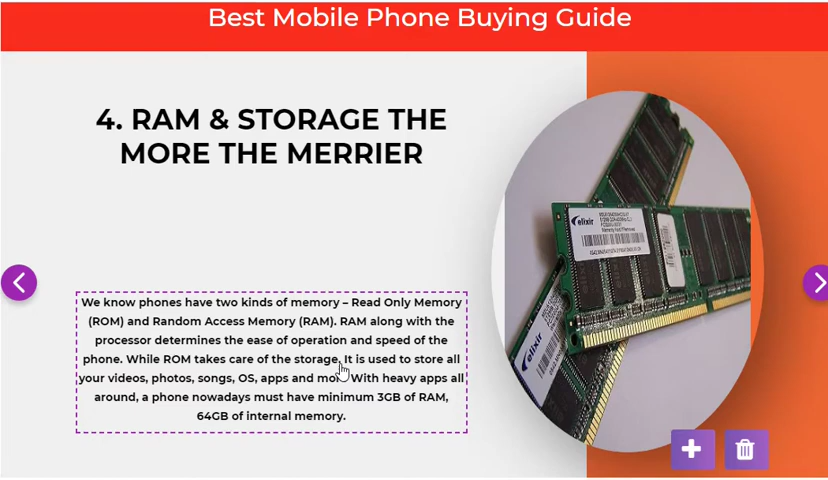 Best Mobile Phone Buying Guide
4. RAM & STORAGE THE
MORE THE MERRIER
We know phones have two kinds of memory – Read Only Memory
(ROM) and Random Access Memory (RAM). RAM along with the
processor determines the ease of operation and speed of the
phone. While ROM takes care of the storage. It is used to store all
your videos, photos, songs, OS, apps and more. With heavy apps all
around, a phone nowadays must have minimum 3GB of RAM,
64GB of internal memory.
elixir
elixir